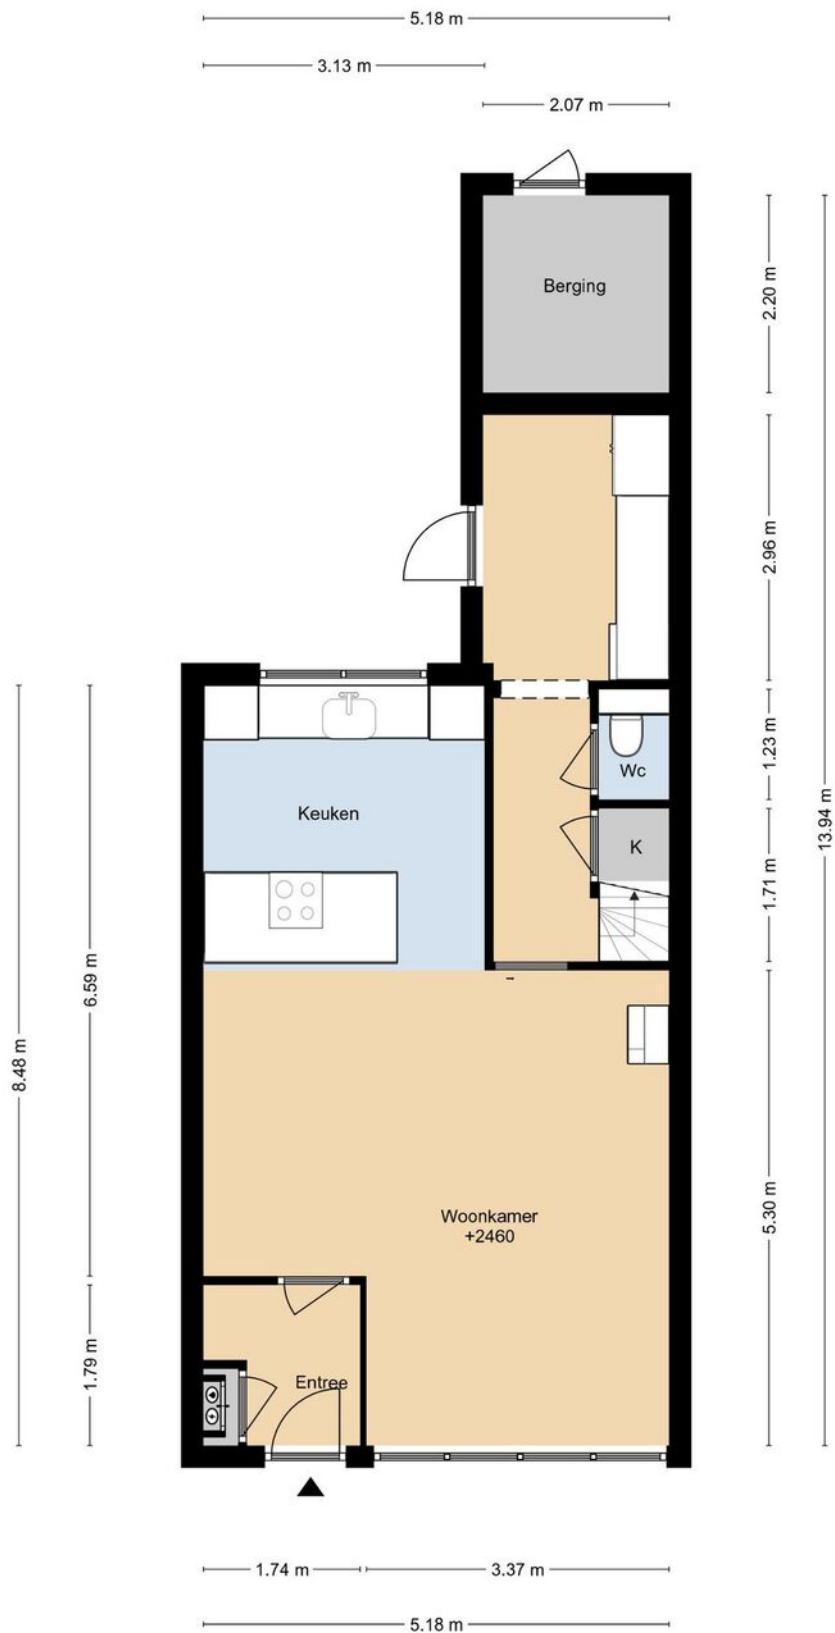 5.18 m
3.13 m
2.07 m
Berging
2.20 m
2.96 m
Wc
1.23 m
Keuken
K
1.71 m
13.94 m
6.59 m
8.48 m
Woonkamer
+2460
5.30 m
1.79 m
Entree
1.74 m
3.37 m
5.18 m